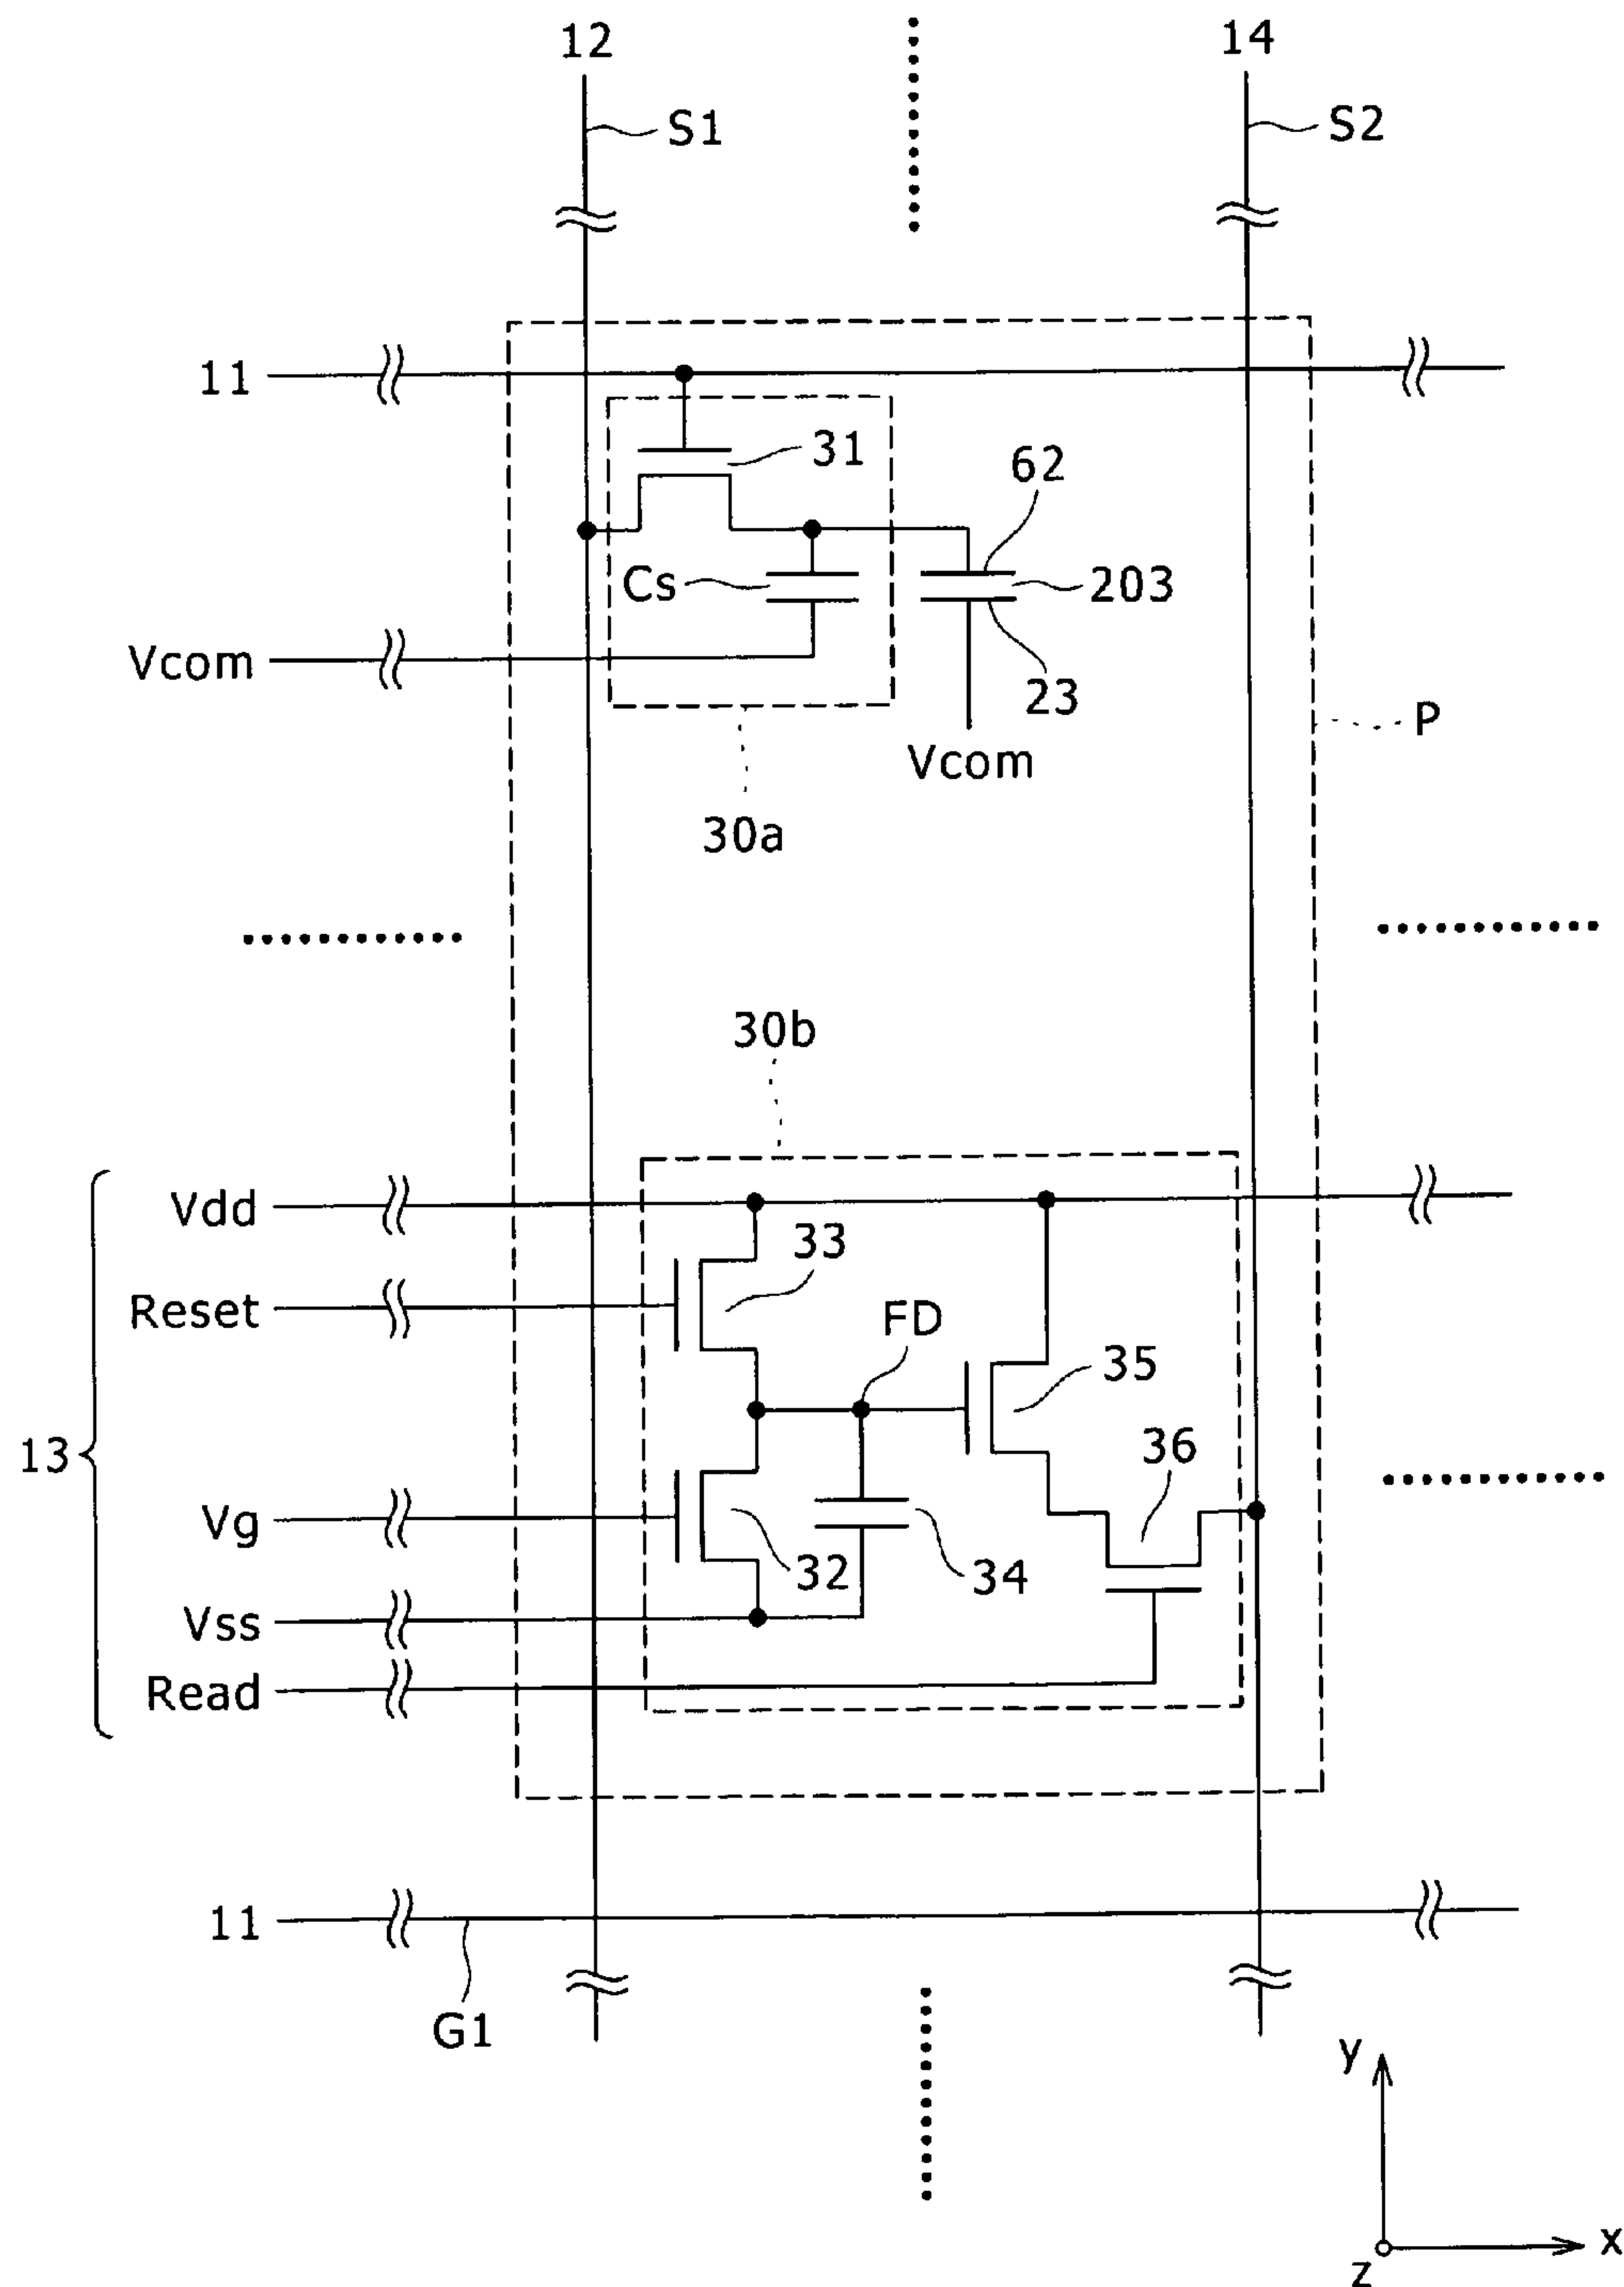 12
14
S1
S2
11
31
62
Cs
203
Vcom
23
P
Vcom
30a
30b
Vdd
33
Reset
FD
35
13
36
Vg
32
34
Vss
Read
11
G1
y
x
z